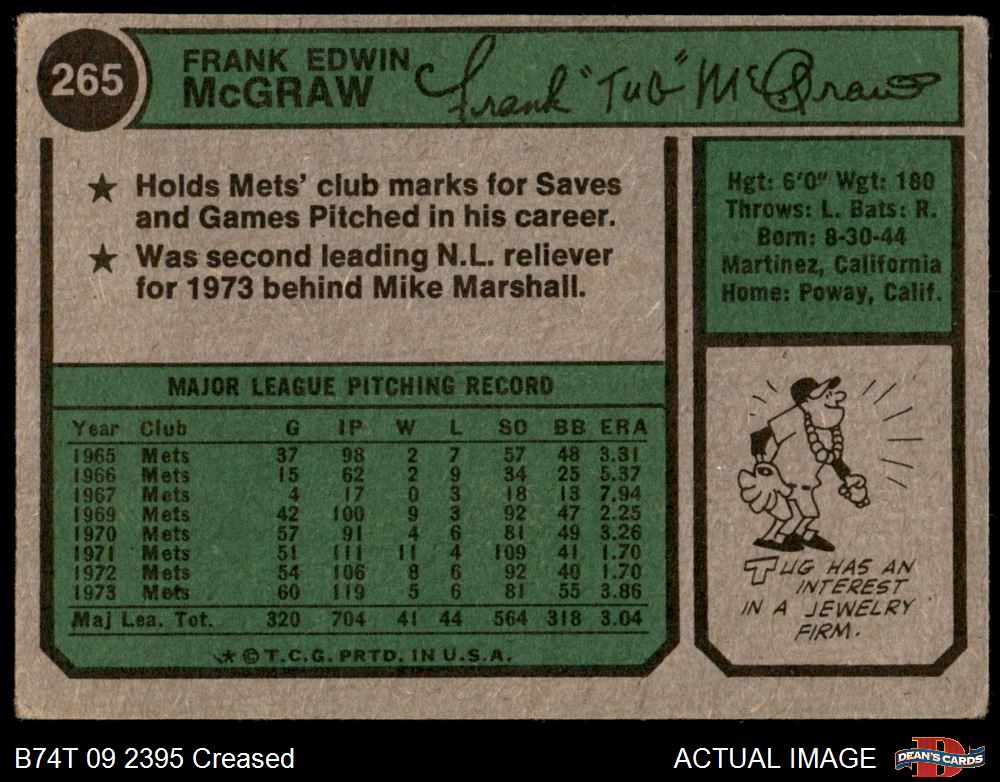 265
FRANK EDWIN
McGRAW
Frank "Tug" McGraw
★ Holds Mets' club marks for Saves
and Games Pitched in his career.
★ Was second leading N.L. reliever
for 1973 behind Mike Marshall.
Hgt: 6'0" Wgt: 180
Throws: L. Bats: R.
Born: 8-30-44
Martinez, California
Home: Poway, Calif.
MAJOR LEAGUE PITCHING RECORD
Year Club G IP W L SO BB ERA
1965 Mets 37 98 2 7 57 48 3.31
1966 Mets 15 62 2 9 34 25 5.37
1967 Mets 4 17 0 3 18 13 7.94
1969 Mets 42 100 9 3 92 47 2.25
1970 Mets 57 91 4 6 81 49 3.26
1971 Mets 51 111 11 4 109 41 1.70
1972 Mets 54 106 8 6 92 40 1.70
1973 Mets 60 119 5 6 81 55 3.86
Maj Lea. Tot. 320 704 41 44 564 318 3.04
★ © T.C.G. PRTD. IN U.S.A.
TUG HAS AN
INTEREST
IN A JEWELRY
FIRM.
B74T 09 2395 Creased
ACTUAL IMAGE
D
DEAN'S CARDS